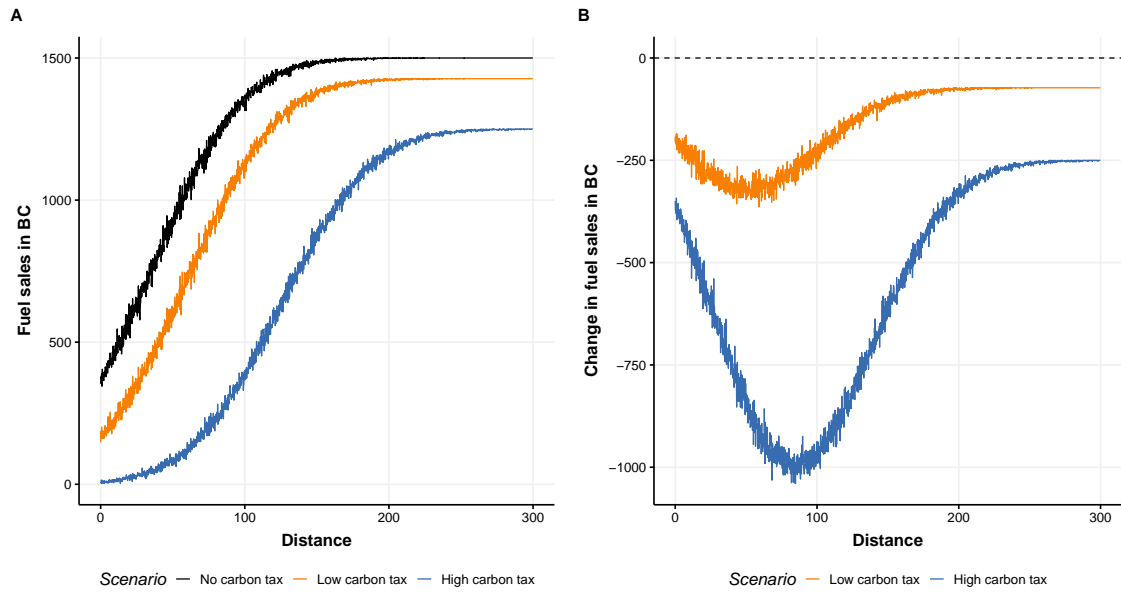 A
Fuel sales in BC
1500
1000
500
0
0 100 200 300
Distance
Scenario No carbon tax Low carbon tax High carbon tax
B
Change in fuel sales in BC
0
−250
−500
−750
−1000
0 100 200 300
Distance
Scenario Low carbon tax High carbon tax